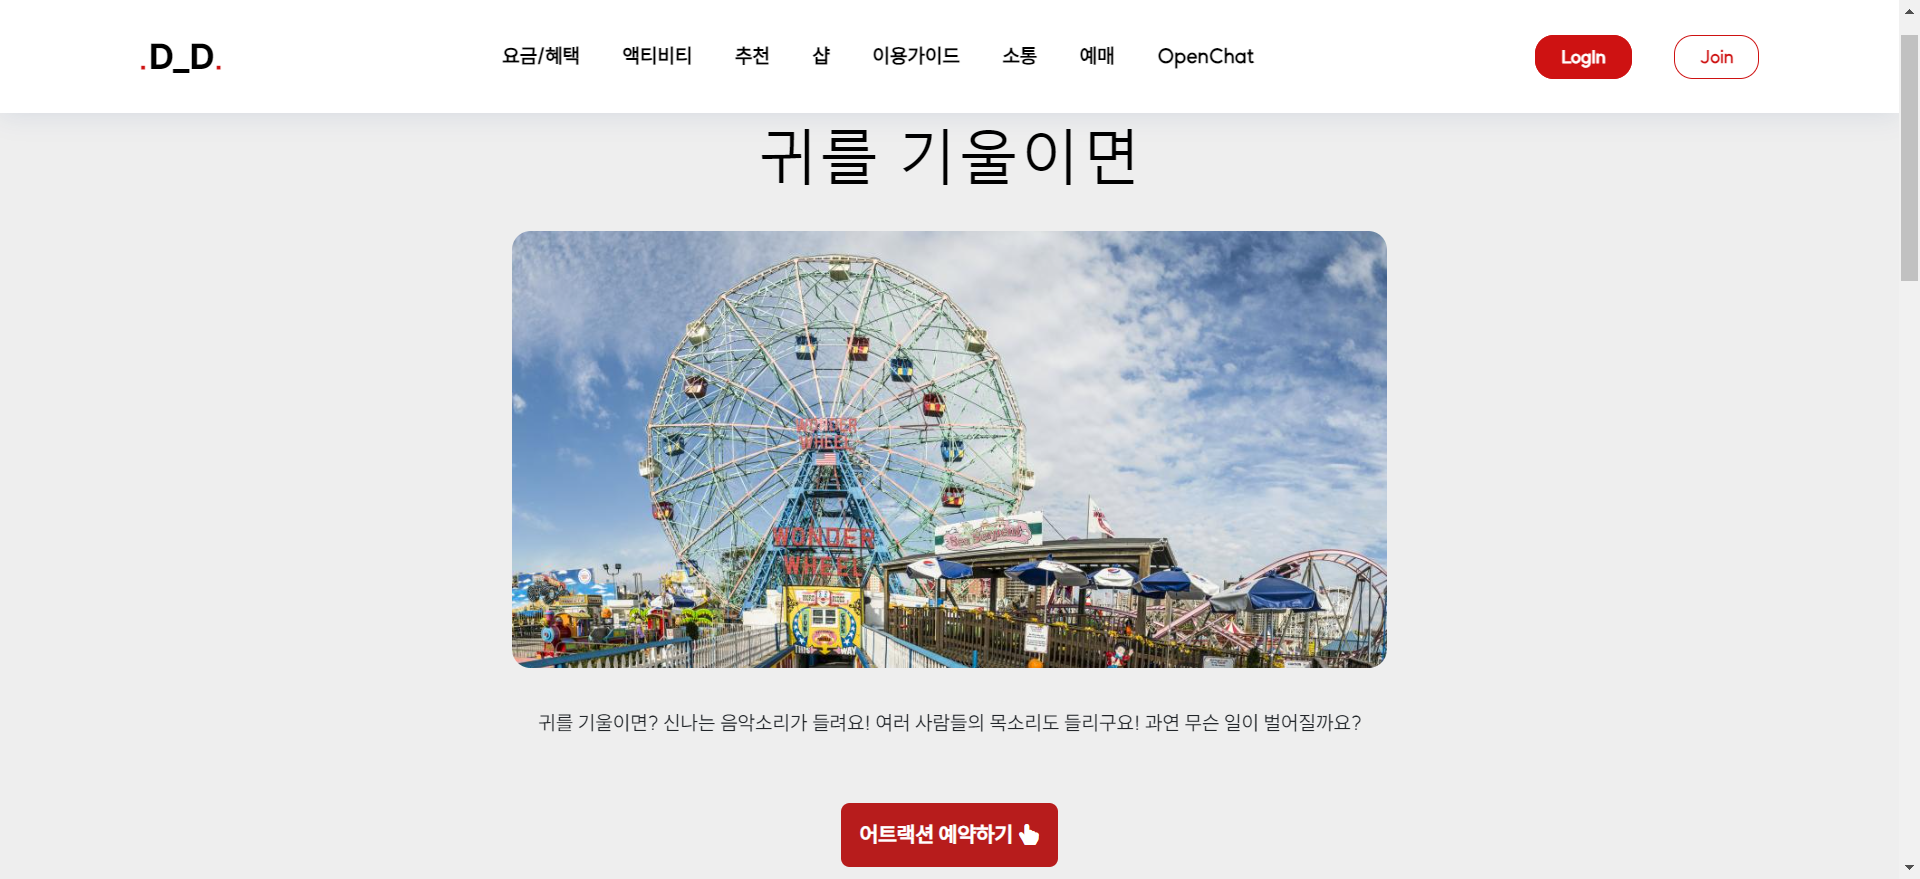 .D_D.
요금/혜택 액티비티 추천 샵 이용가이드 소통 예매 OpenChat
LogIn Join
귀를 기울이면
WONDER
WHEEL
WONDER
WHEEL
Sea Serpent
THIS WAY
귀를 기울이면? 신나는 음악소리가 들려요! 여러 사람들의 목소리도 들리구요! 과연 무슨 일이 벌어질까요?
어트랙션 예약하기